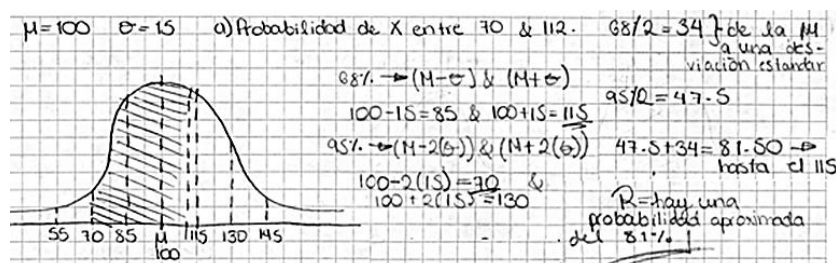 μ=100 σ=15 a) Probabilidad de X entre 70 & 112.
68% → (M-σ) & (M+σ)
100-15=85 & 100+15=115
95% → (M-2(σ)) & (M+2(σ))
100-2(15)=70 &
100+2(15)=130
68/2=34 } de la M
a una des-
viación estandar
95/2=47.5
47.5+34=81.50 →
hasta el 115
R=hay una
probabilidad aproximada
del 81%
55 70 85 μ 115 130 145
100